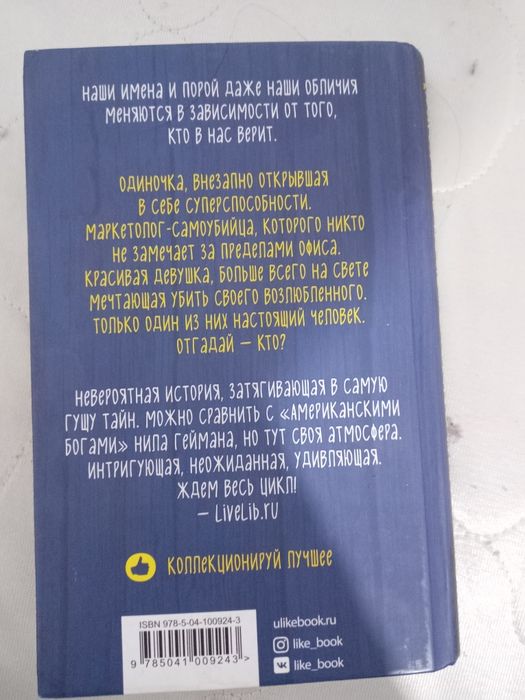 НАШИ ИМЕНА И ПОРОЙ ДАЖЕ НАШИ ОБЛИЧИЯ
МЕНЯЮТСЯ В ЗАВИСИМОСТИ ОТ ТОГО,
КТО В НАС ВЕРИТ.
ОДИНОЧКА, ВНЕЗАПНО ОТКРЫВШАЯ
В СЕБЕ СУПЕРСПОСОБНОСТИ.
МАРКЕТОЛОГ-САМОУБИЙЦА, КОТОРОГО НИКТО
НЕ ЗАМЕЧАЕТ ЗА ПРЕДЕЛАМИ ОФИСА.
КРАСИВАЯ ДЕВУШКА, БОЛЬШЕ ВСЕГО НА СВЕТЕ
МЕЧТАЮЩАЯ УБИТЬ СВОЕГО ВОЗЛЮБЛЕННОГО.
ТОЛЬКО ОДИН ИЗ НИХ НАСТОЯЩИЙ ЧЕЛОВЕК.
ОТГАДАЙ – КТО?
НЕВЕРОЯТНАЯ ИСТОРИЯ, ЗАТЯГИВАЮЩАЯ В САМУЮ
ГУЩУ ТАЙН. МОЖНО СРАВНИТЬ С «АМЕРИКАНСКИМИ
БОГАМИ» НИЛА ГЕЙМАНА, НО ТУТ СВОЯ АТМОСФЕРА.
ИНТРИГУЮЩАЯ, НЕОЖИДАННАЯ, УДИВЛЯЮЩАЯ.
ЖДЕМ ВЕСЬ ЦИКЛ!
– LiveLib.ru
КОЛЛЕКЦИОНИРУЙ ЛУЧШЕЕ
ISBN 978-5-04-100924-3
9 785041 009243 >
ulikebook.ru
like_book
like_book